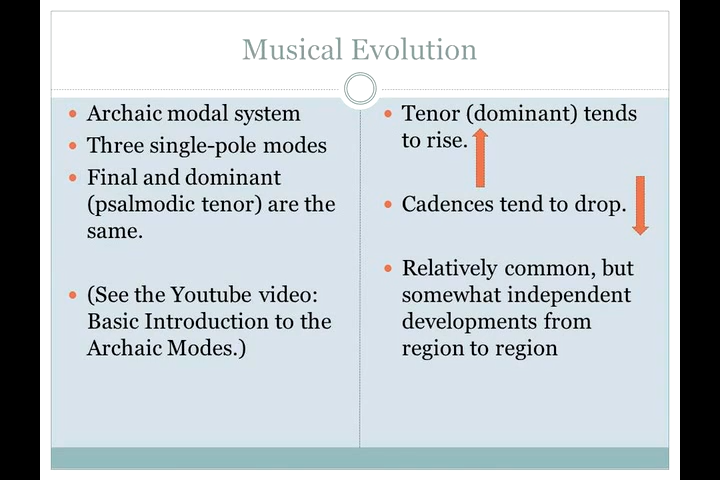 Musical Evolution
Archaic modal system
Three single-pole modes
Final and dominant
(psalmodic tenor) are the
same.
(See the Youtube video:
Basic Introduction to the
Archaic Modes.)
Tenor (dominant) tends
to rise.
Cadences tend to drop.
Relatively common, but
somewhat independent
developments from
region to region